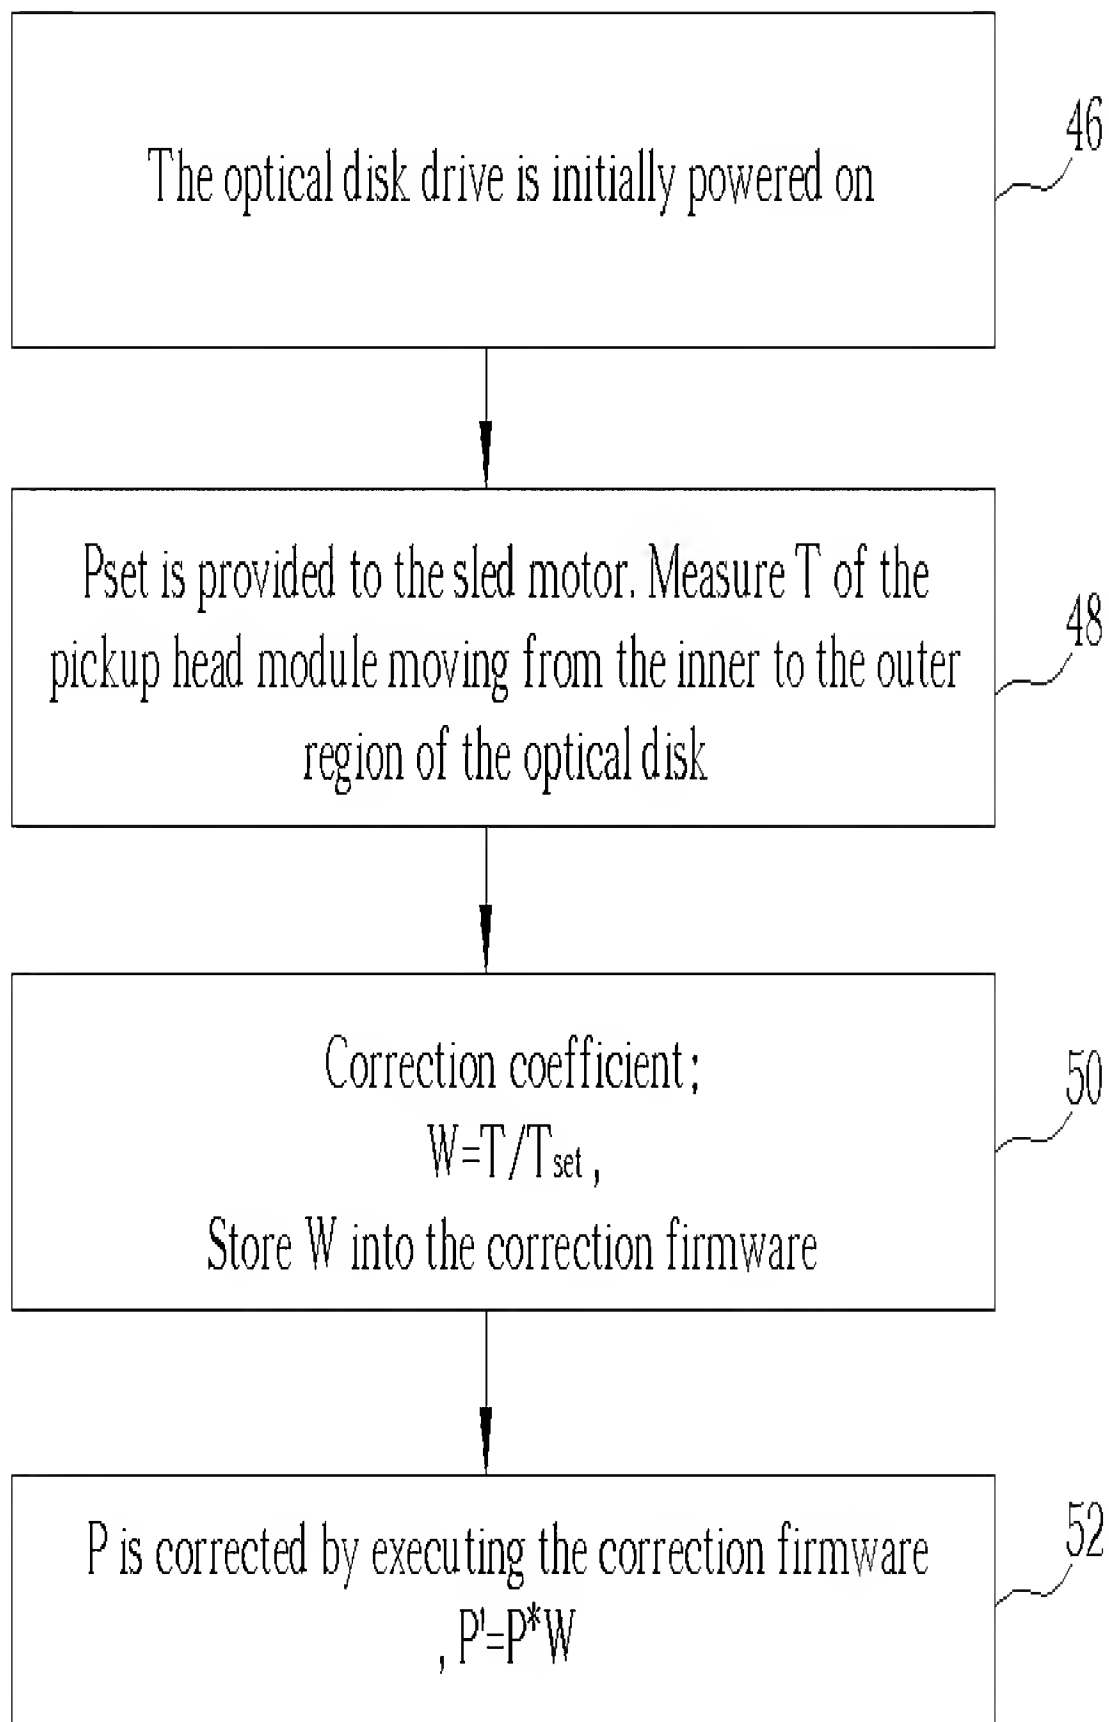 The optical disk drive is initially powered on
46
Pset is provided to the sled motor. Measure T of the
pickup head module moving from the inner to the outer
region of the optical disk
48
Correction coefficient;
W=T/Tset ,
Store W into the correction firmware
50
P is corrected by executing the correction firmware
, P'=P*W
52